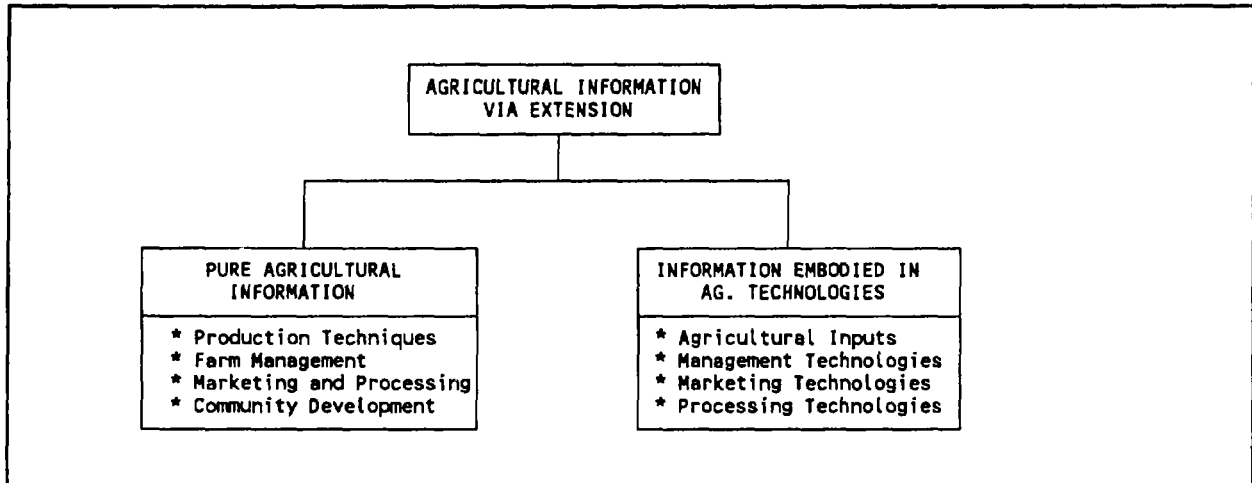 AGRICULTURAL INFORMATION
VIA EXTENSION
PURE AGRICULTURAL
INFORMATION
* Production Techniques
* Farm Management
* Marketing and Processing
* Community Development
INFORMATION EMBODIED IN
AG. TECHNOLOGIES
* Agricultural Inputs
* Management Technologies
* Marketing Technologies
* Processing Technologies